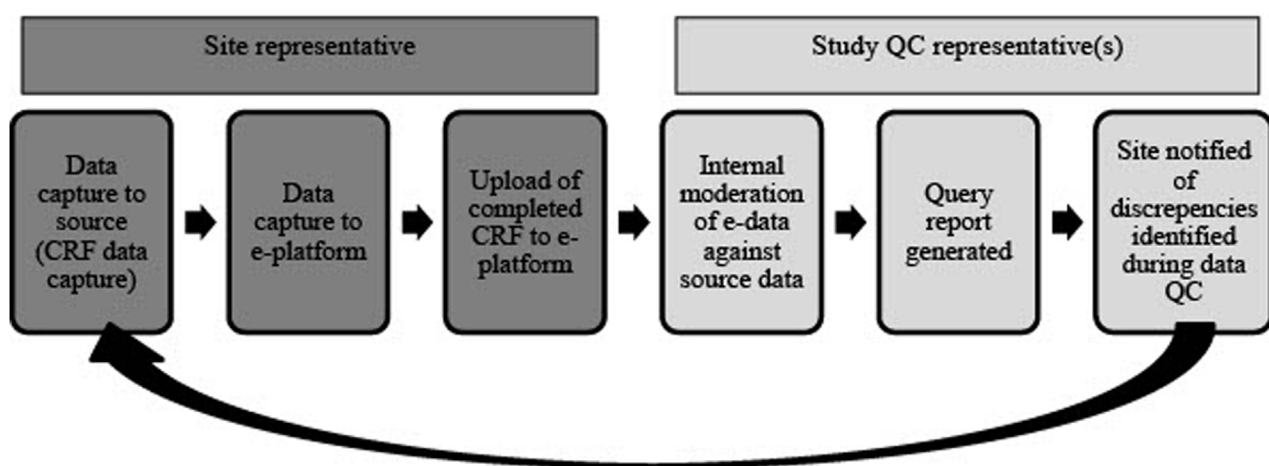 Site representative
Study QC representative(s)
Data
capture to
source
(CRF data
capture)
Data
capture to
e-platform
Upload of
completed
CRF to e-
platform
Internal
moderation
of e-data
against
source data
Query
report
generated
Site notified
of
discrepencies
identified
during data
QC